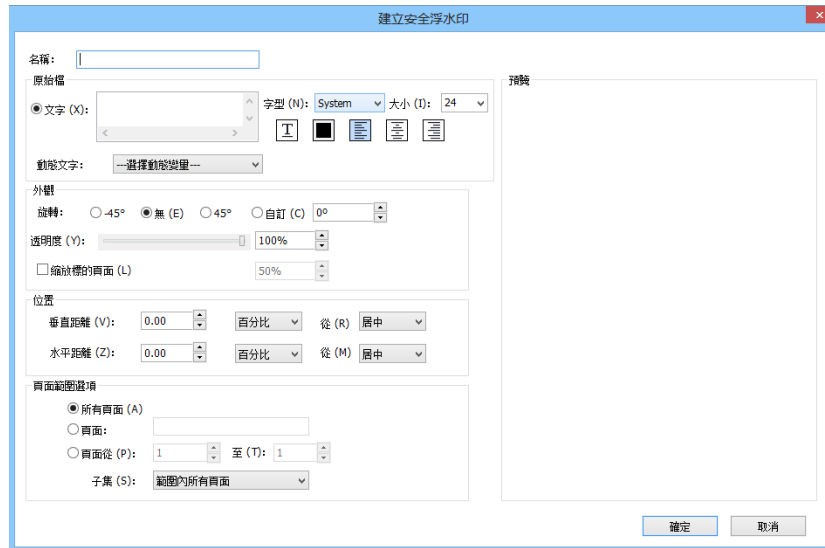 建立安全浮水印
名稱:
原始檔
預覽
文字 (X):
字型 (N): System 大小 (I): 24
T
動態文字: ---選擇動態變量---
外觀
旋轉: -45° 無 (E) 45° 自訂 (C) 0°
透明度 (Y): 100%
縮放標的頁面 (L) 50%
位置
垂直距離 (V): 0.00 百分比 從 (R) 居中
水平距離 (Z): 0.00 百分比 從 (M) 居中
頁面範圍選項
所有頁面 (A)
頁面:
頁面從 (P): 1 至 (T): 1
子集 (S): 範圍內所有頁面
確定 取消